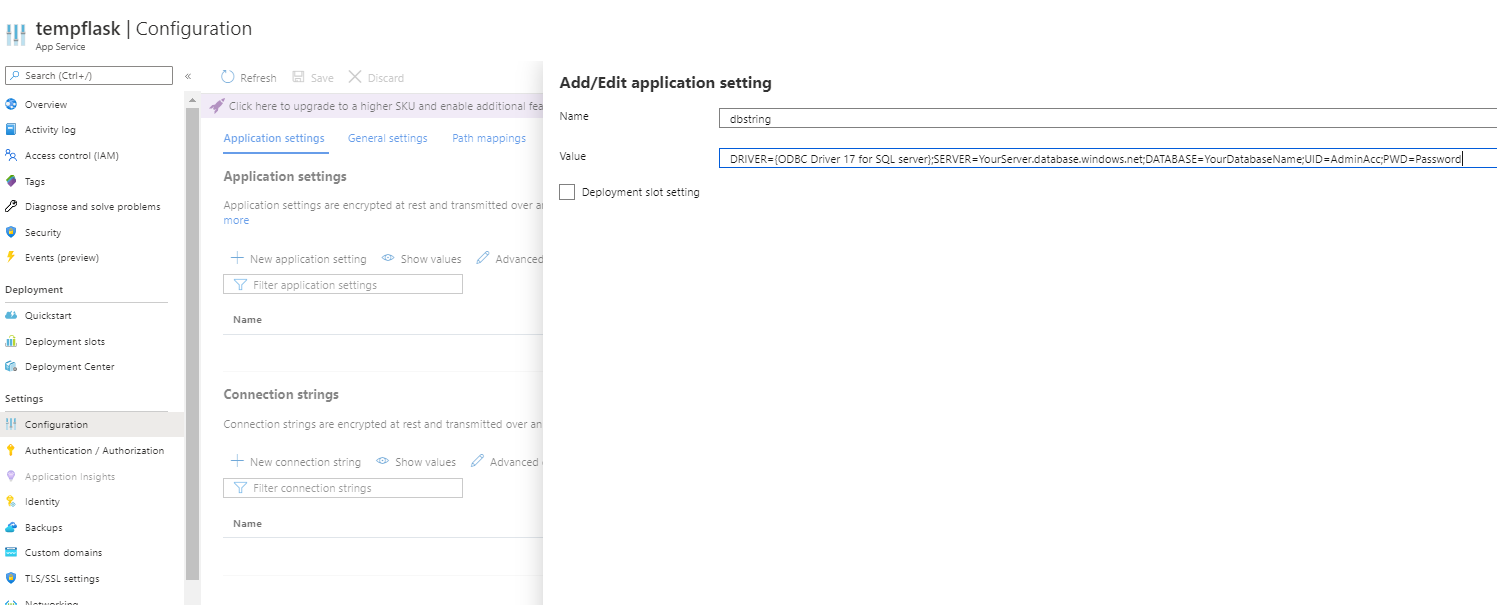 tempflask | Configuration
App Service
Search (Ctrl+/)
«
Overview
Activity log
Access control (IAM)
Tags
Diagnose and solve problems
Security
Events (preview)
Deployment
Quickstart
Deployment slots
Deployment Center
Settings
Configuration
Authentication / Authorization
Application Insights
Identity
Backups
Custom domains
TLS/SSL settings
Networking
Refresh Save Discard
Click here to upgrade to a higher SKU and enable additional fea
Application settings General settings Path mappings
Application settings
Application settings are encrypted at rest and transmitted over an
more
New application setting Show values Advanced
Filter application settings
Name
Connection strings
Connection strings are encrypted at rest and transmitted over an
New connection string Show values Advanced
Filter connection strings
Name
Add/Edit application setting
Name dbstring
Value DRIVER={ODBC Driver 17 for SQL server};SERVER=YourServer.database.windows.net;DATABASE=YourDatabaseName;UID=AdminAcc;PWD=Password
Deployment slot setting